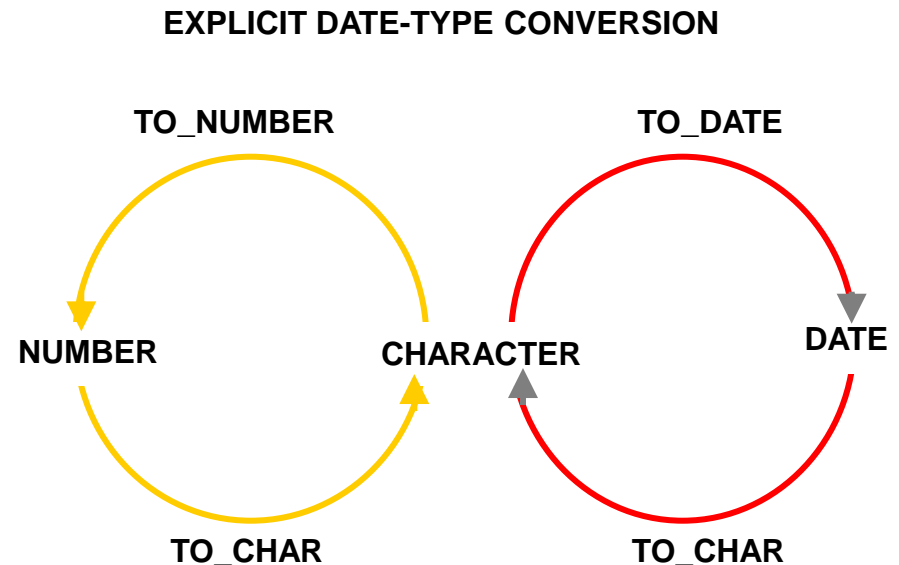 EXPLICIT DATE-TYPE CONVERSION
TO_NUMBER
TO_DATE
NUMBER
CHARACTER
DATE
TO_CHAR
TO_CHAR